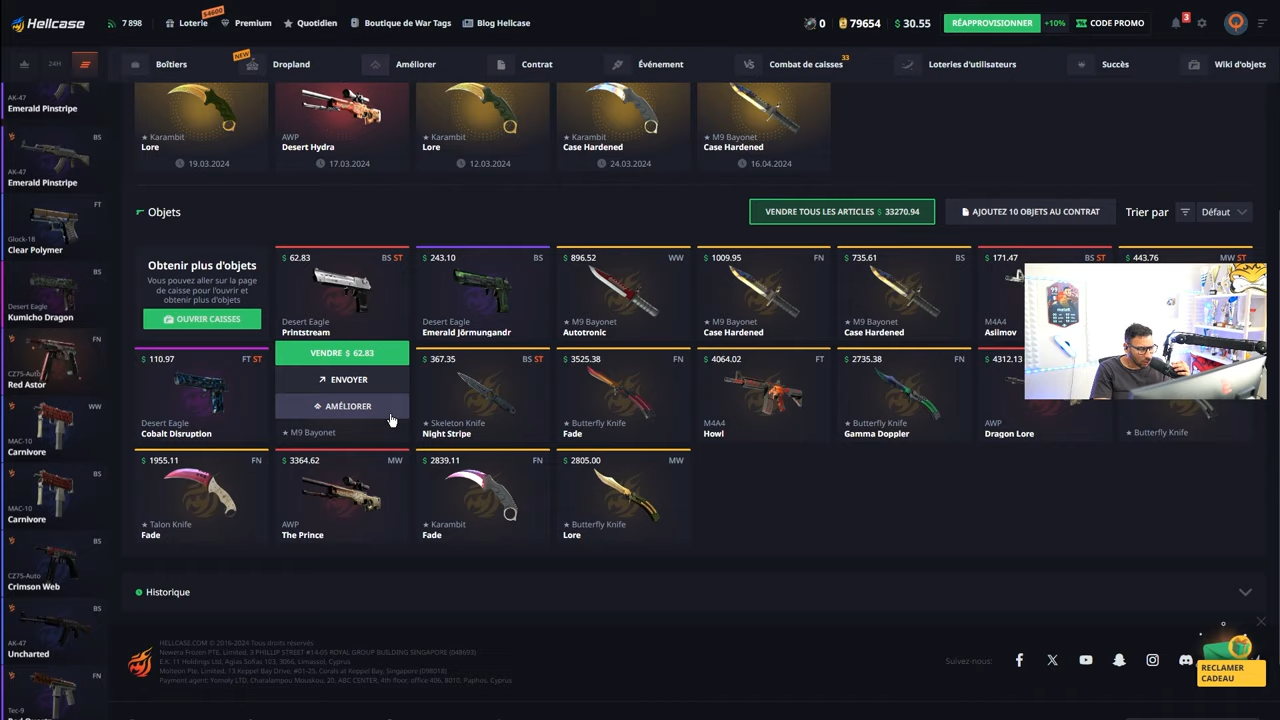 Hellcase
7 898
$4600
Loterie
Premium
Quotidien
Boutique de War Tags
Blog Hellcase
0
79654
$ 30.55
RÉAPPROVISIONNER
+10%
CODE PROMO
3
24H
Boîtiers
NEW
Dropland
Améliorer
Contrat
Événement
Combat de caisses
33
Loteries d'utilisateurs
Succès
Wiki d'objets
AK-47
Emerald Pinstripe
BS
AK-47
Emerald Pinstripe
FT
Glock-18
Clear Polymer
BS
Desert Eagle
Kumicho Dragon
FN
CZ75-Auto
Red Astor
WW
MAC-10
Carnivore
BS
MAC-10
Carnivore
BS
CZ75-Auto
Crimson Web
BS
AK-47
Uncharted
FN
Tec-9
★ Karambit
Lore
19.03.2024
AWP
Desert Hydra
17.03.2024
★ Karambit
Lore
12.03.2024
★ Karambit
Case Hardened
24.03.2024
★ M9 Bayonet
Case Hardened
16.04.2024
Objets
VENDRE TOUS LES ARTICLES $ 33270.94
AJOUTEZ 10 OBJETS AU CONTRAT
Trier par
Défaut
Obtenir plus d'objets
Vous pouvez aller sur la page
de caisse pour l'ouvrir et
obtenir plus d'objets
OUVRIR CAISSES
$ 62.83
BS ST
Desert Eagle
Printstream
VENDRE $ 62.83
ENVOYER
AMÉLIORER
★ M9 Bayonet
$ 243.10
BS
Desert Eagle
Emerald Jörmungandr
$ 896.52
WW
★ M9 Bayonet
Autotronic
$ 1009.95
FN
★ M9 Bayonet
Case Hardened
$ 735.61
BS
★ M9 Bayonet
Case Hardened
$ 171.47
BS ST
M4A4
Asiimov
$ 443.76
MW ST
$ 110.97
FT ST
Desert Eagle
Cobalt Disruption
$ 367.35
BS ST
★ Skeleton Knife
Night Stripe
$ 3525.38
FN
★ Butterfly Knife
Fade
$ 4064.02
FT
M4A4
Howl
$ 2735.38
FN
★ Butterfly Knife
Gamma Doppler
$ 4312.13
AWP
Dragon Lore
★ Butterfly Knife
$ 1955.11
FN
★ Talon Knife
Fade
$ 3364.62
MW
AWP
The Prince
$ 2839.11
FN
★ Karambit
Fade
$ 2805.00
MW
★ Butterfly Knife
Lore
Historique
HELLCASE.COM © 2016-2024 Tous droits réservés
Suivez-nous:
RECLAMER
CADEAU